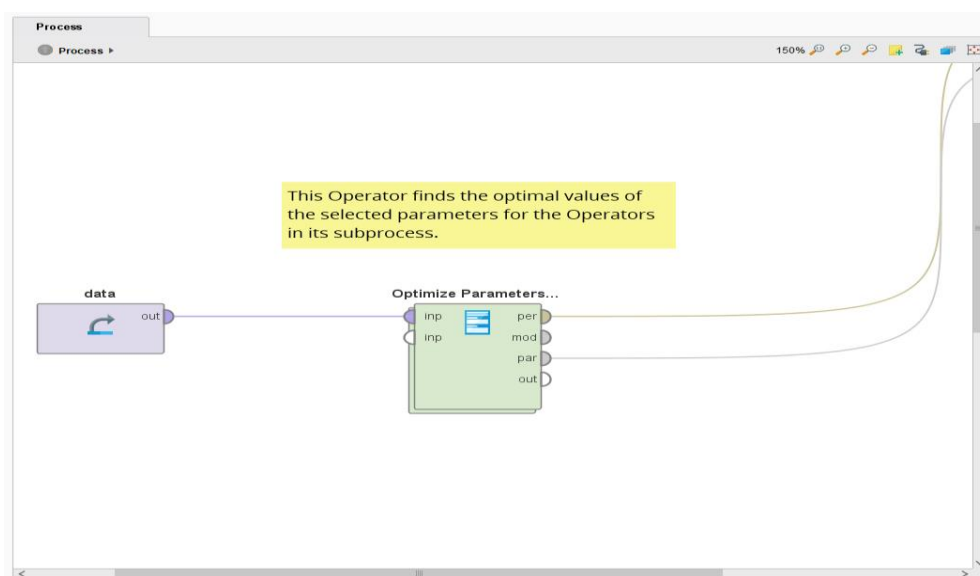 Process
Process
150%
This Operator finds the optimal values of
the selected parameters for the Operators
in its subprocess.
data
out
Optimize Parameters...
inp
per
inp
mod
par
out